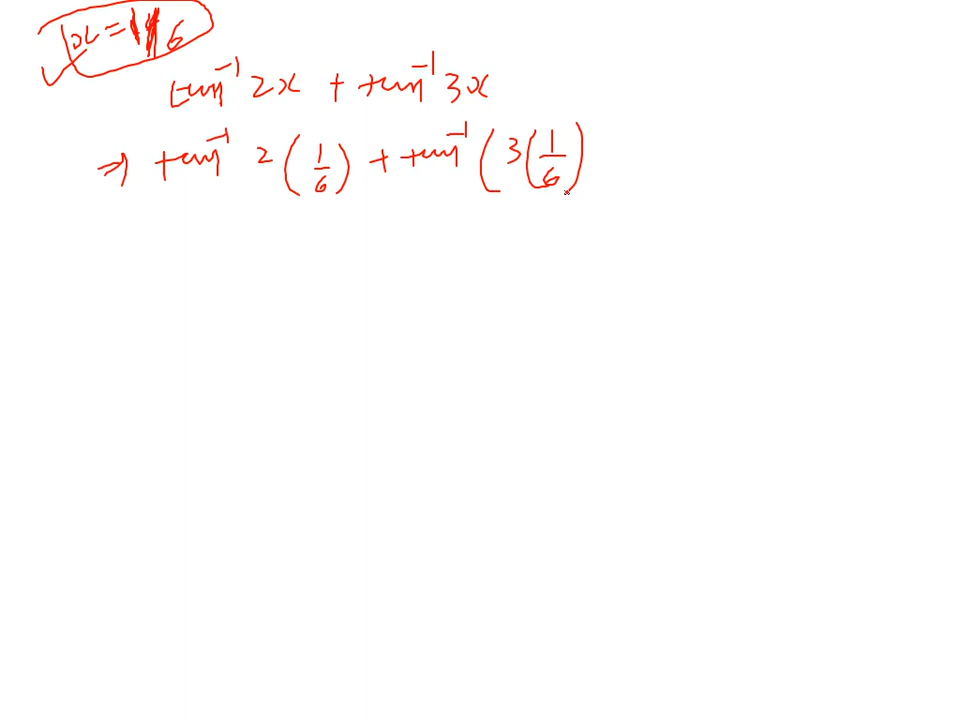 x = 1/6
tan⁻¹ 2x + tan⁻¹ 3x
⇒ tan⁻¹ 2 (1/6) + tan⁻¹ (3(1/6)